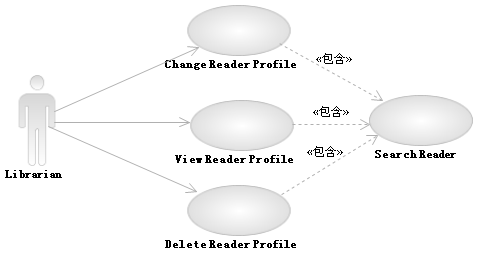 Change Reader Profile
«包含»
«包含»
View Reader Profile
«包含»
Search Reader
Librarian
Delete Reader Profile